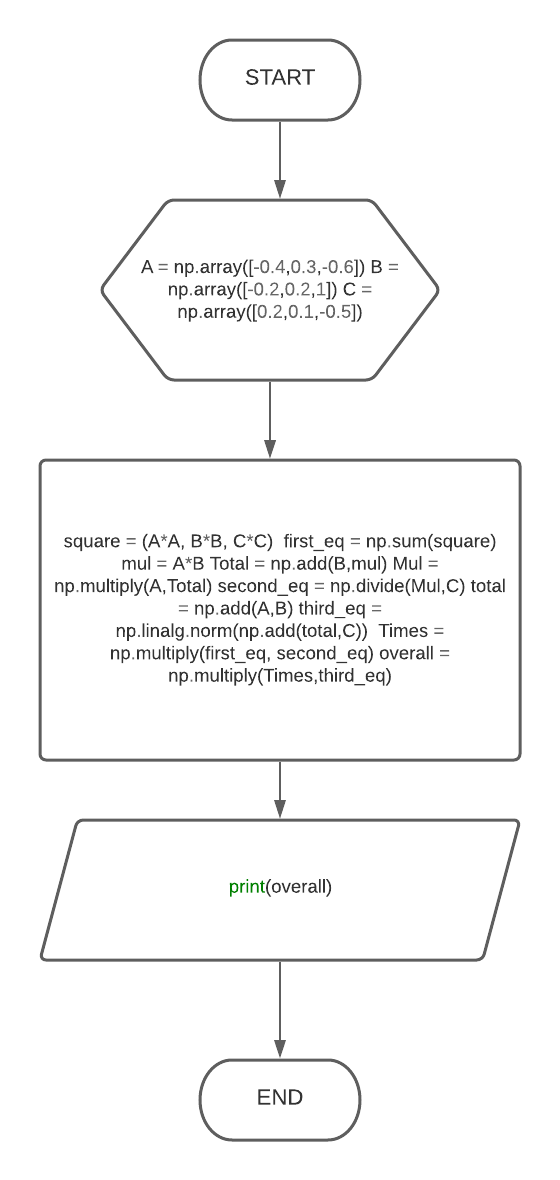 START
A = np.array([-0.4,0.3,-0.6]) B =
np.array([-0.2,0.2,1]) C =
np.array([0.2,0.1,-0.5])
square = (A*A, B*B, C*C)  first_eq = np.sum(square)
mul = A*B Total = np.add(B,mul) Mul =
np.multiply(A,Total) second_eq = np.divide(Mul,C) total
= np.add(A,B) third_eq =
np.linalg.norm(np.add(total,C))  Times =
np.multiply(first_eq, second_eq) overall =
np.multiply(Times,third_eq)
print(overall)
END